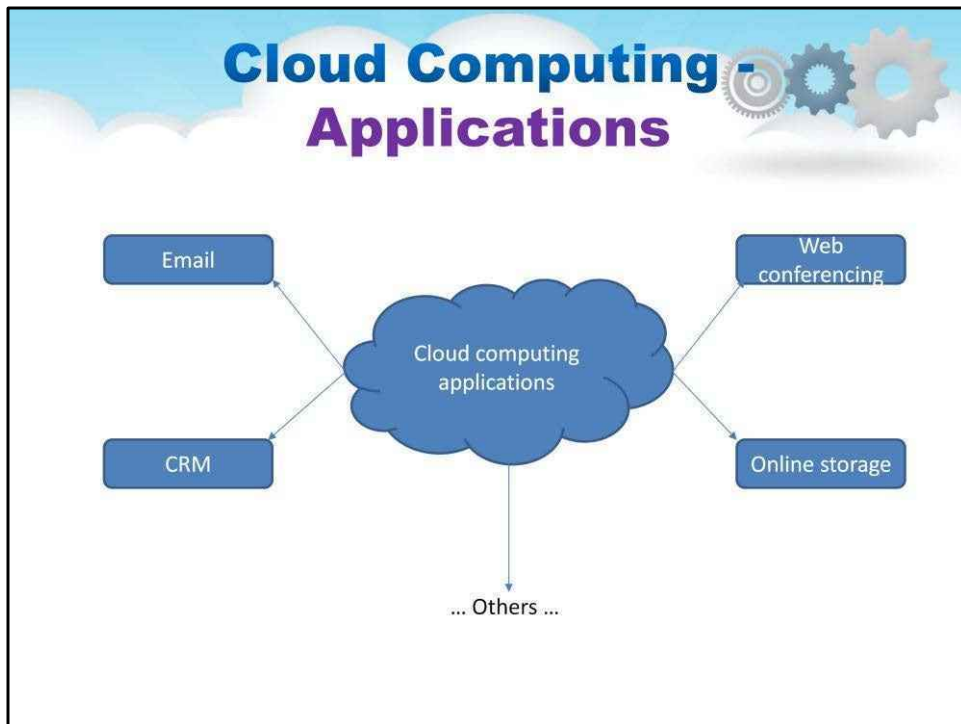 Cloud Computing -
Applications
Email
Web
conferencing
Cloud computing
applications
CRM
Online storage
... Others ...